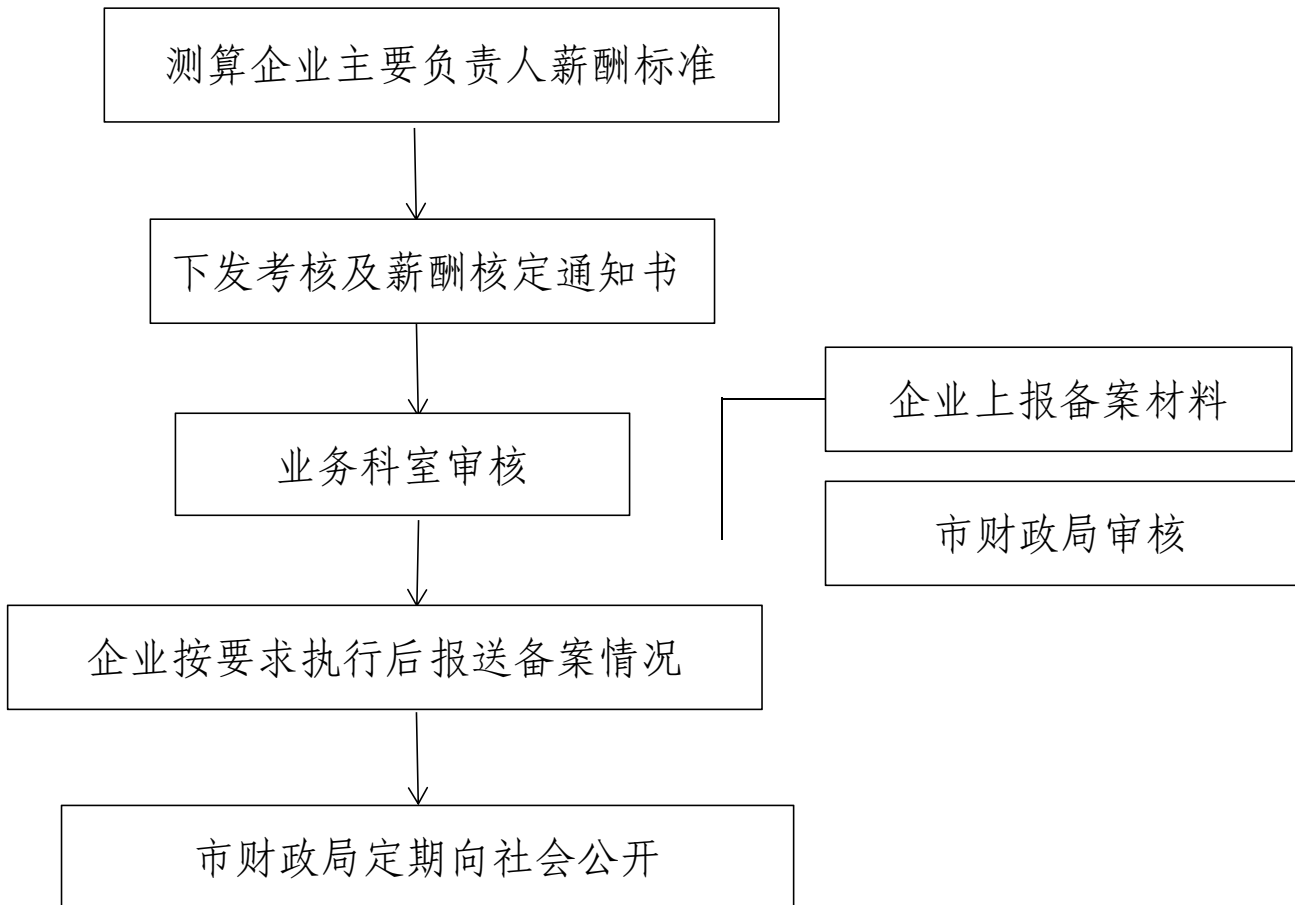 测算企业主要负责人薪酬标准
下发考核及薪酬核定通知书
企业上报备案材料
业务科室审核
市财政局审核
企业按要求执行后报送备案情况
市财政局定期向社会公开